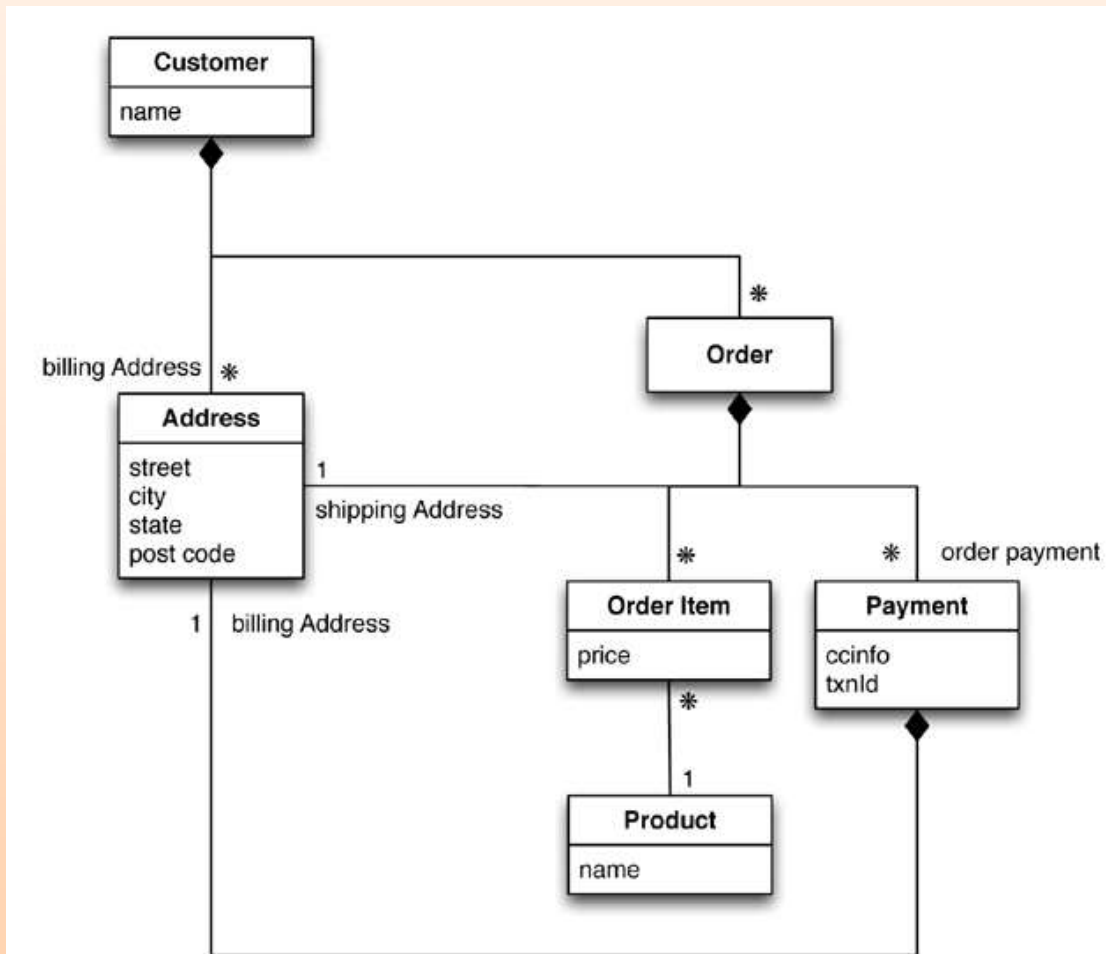 Customer
name
*
Order
billing Address
*
Address
street
city
state
post code
1
shipping Address
*
*
order payment
1
billing Address
Order Item
price
Payment
ccinfo
txnId
*
1
Product
name